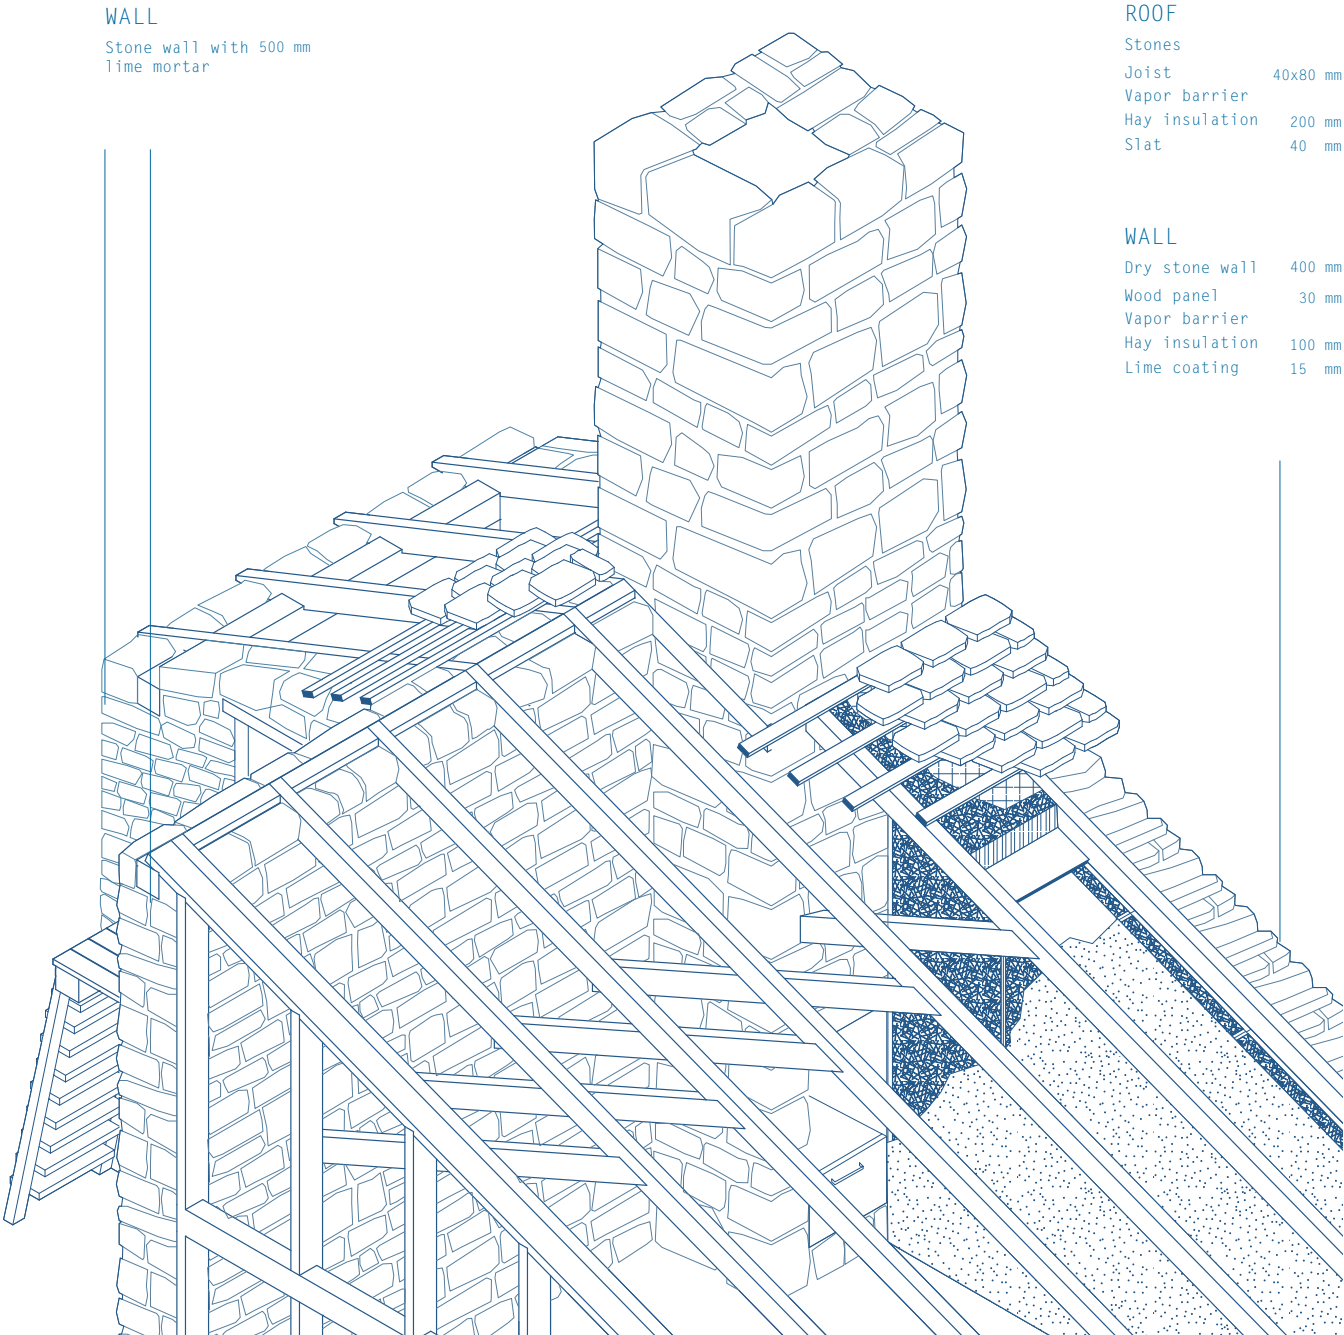 WALL
Stone wall with 500 mm
lime mortar
ROOF
Stones
Joist 40x80 mm
Vapor barrier
Hay insulation 200 mm
Slat 40 mm
WALL
Dry stone wall 400 mm
Wood panel 30 mm
Vapor barrier
Hay insulation 100 mm
Lime coating 15 mm